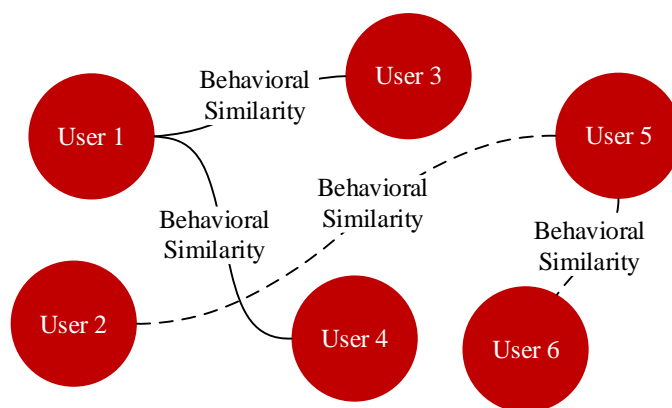 User 3
Behavioral
Similarity
User 1
User 5
Behavioral
Similarity
Behavioral
Similarity
Behavioral
Similarity
User 2
User 4
User 6